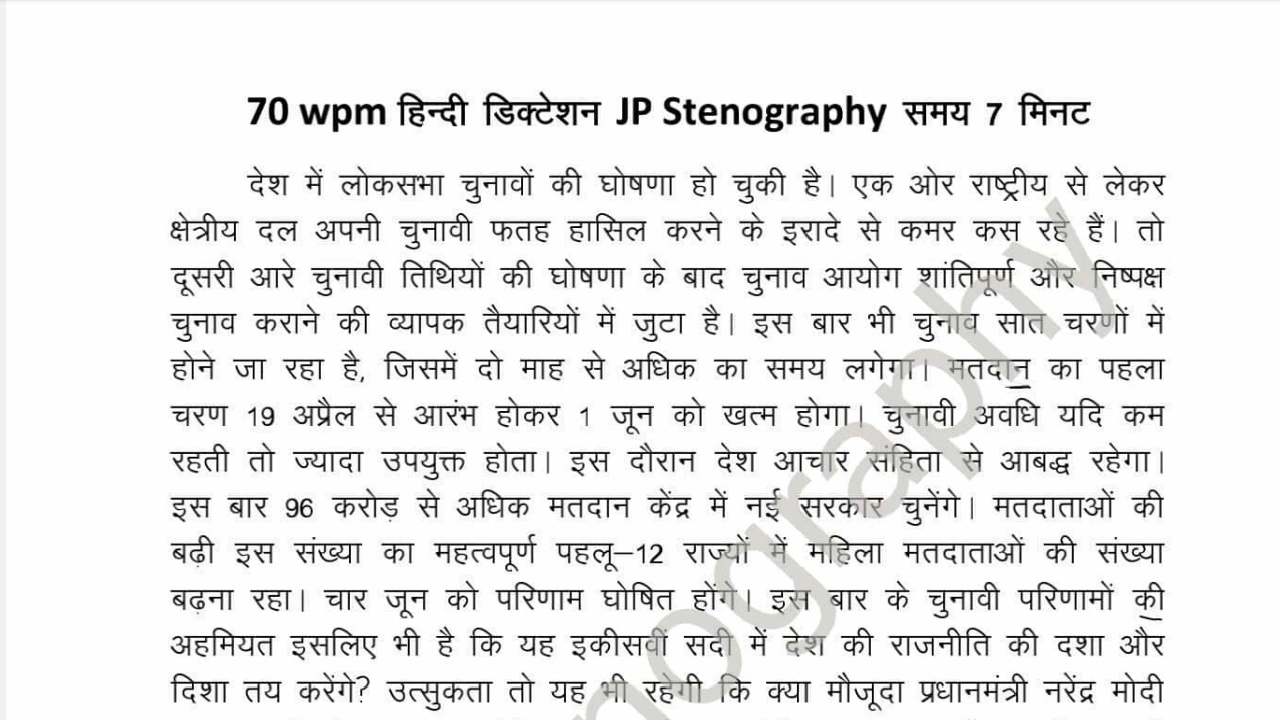 70 wpm हिन्दी डिक्टेशन JP Stenography समय 7 मिनट
देश में लोकसभा चुनावों की घोषणा हो चुकी है। एक ओर राष्ट्रीय से लेकर
क्षेत्रीय दल अपनी चुनावी फतह हासिल करने के इरादे से कमर कस रहे हैं। तो
दूसरी आरे चुनावी तिथियों की घोषणा के बाद चुनाव आयोग शांतिपूर्ण और निष्पक्ष
चुनाव कराने की व्यापक तैयारियों में जुटा है। इस बार भी चुनाव सात चरणों में
होने जा रहा है, जिसमें दो माह से अधिक का समय लगेगा। मतदान का पहला
चरण 19 अप्रैल से आरंभ होकर 1 जून को खत्म होगा। चुनावी अवधि यदि कम
रहती तो ज्यादा उपयुक्त होता। इस दौरान देश आचार संहिता से आबद्ध रहेगा।
इस बार 96 करोड़ से अधिक मतदान केंद्र में नई सरकार चुनेंगे। मतदाताओं की
बढ़ी इस संख्या का महत्वपूर्ण पहलू–12 राज्यों में महिला मतदाताओं की संख्या
बढ़ना रहा। चार जून को परिणाम घोषित होंगे। इस बार के चुनावी परिणामों की
अहमियत इसलिए भी है कि यह इकीसवीं सदी में देश की राजनीति की दशा और
दिशा तय करेंगे? उत्सुकता तो यह भी रहेगी कि क्या मौजूदा प्रधानमंत्री नरेंद्र मोदी
nography